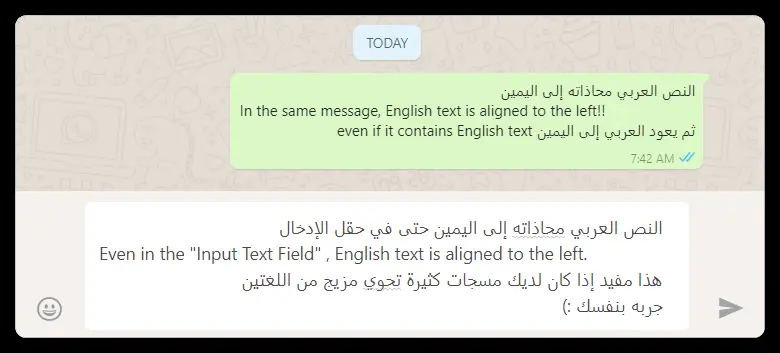 TODAY
النص العربي محاذاته إلى اليمين
In the same message, English text is aligned to the left!!
ثم يعود العربي إلى اليمين even if it contains English text
7:42 AM
النص العربي محاذاته إلى اليمين حتى في حقل الإدخال
Even in the "Input Text Field" , English text is aligned to the left.
هذا مفيد إذا كان لديك مسجات كثيرة تحوي مزيج من اللغتين
جربه بنفسك :)